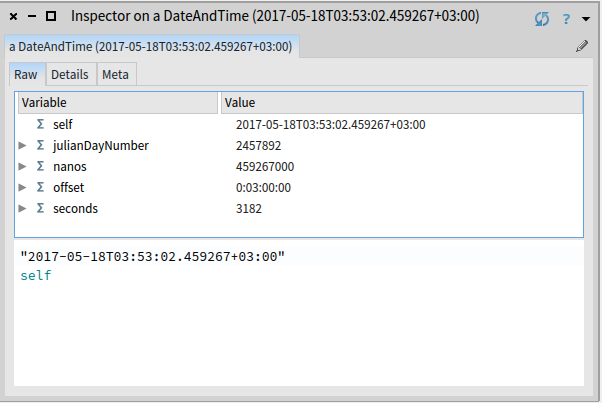 Inspector on a DateAndTime (2017-05-18T03:53:02.459267+03:00)
?
a DateAndTime (2017-05-18T03:53:02.459267+03:00)
Raw Details Meta
Variable Value
Σ self 2017-05-18T03:53:02.459267+03:00
Σ julianDayNumber 2457892
Σ nanos 459267000
Σ offset 0:03:00:00
Σ seconds 3182
"2017-05-18T03:53:02.459267+03:00"
self